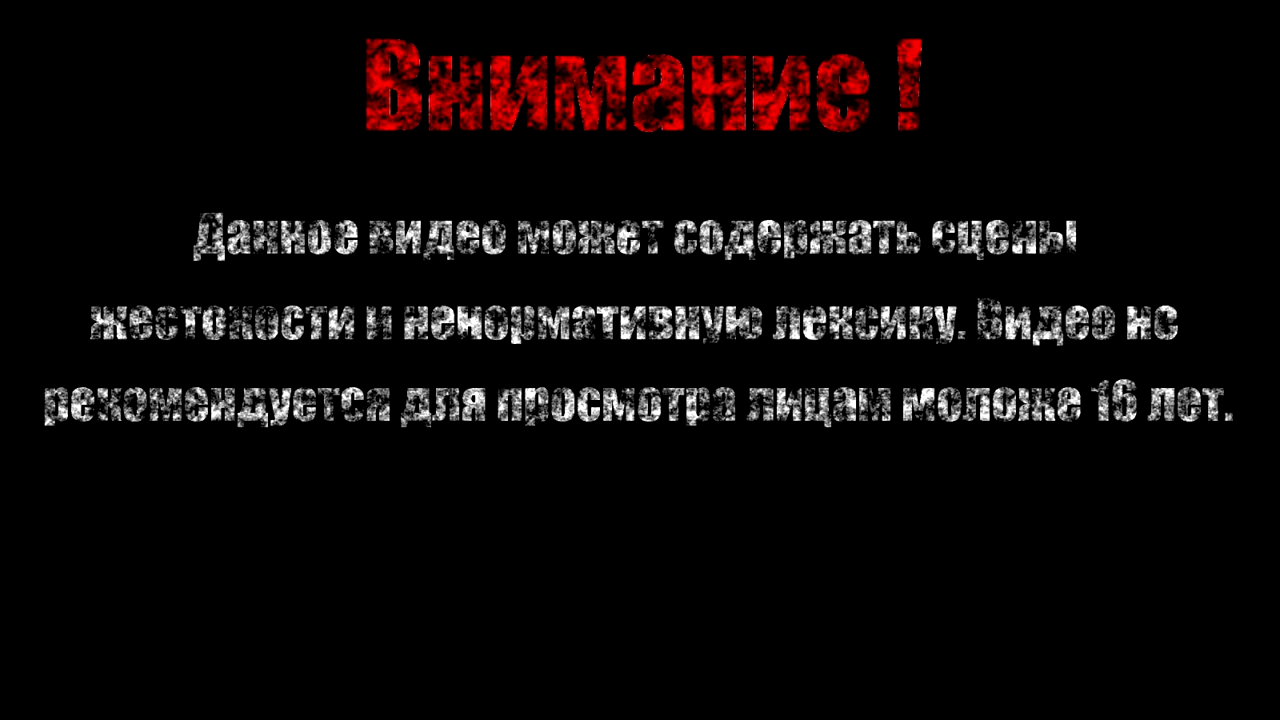 Внимание !
Данное видео может содержать сцены
жестокости и ненормативную лексику. Видео не
рекомендуется для просмотра лицам моложе 16 лет.